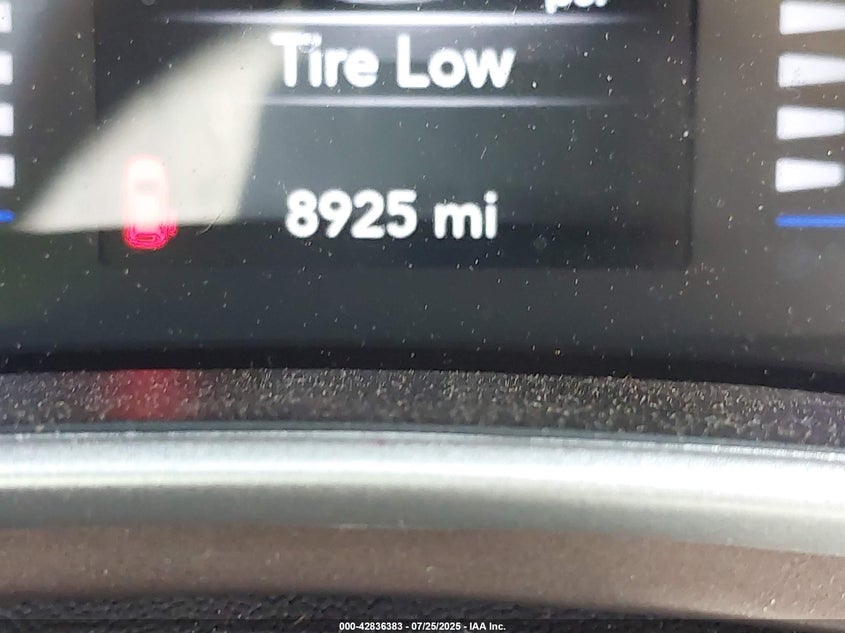 Tire Low
8925 mi
000-42836383 - 07/25/2025 - IAA Inc.